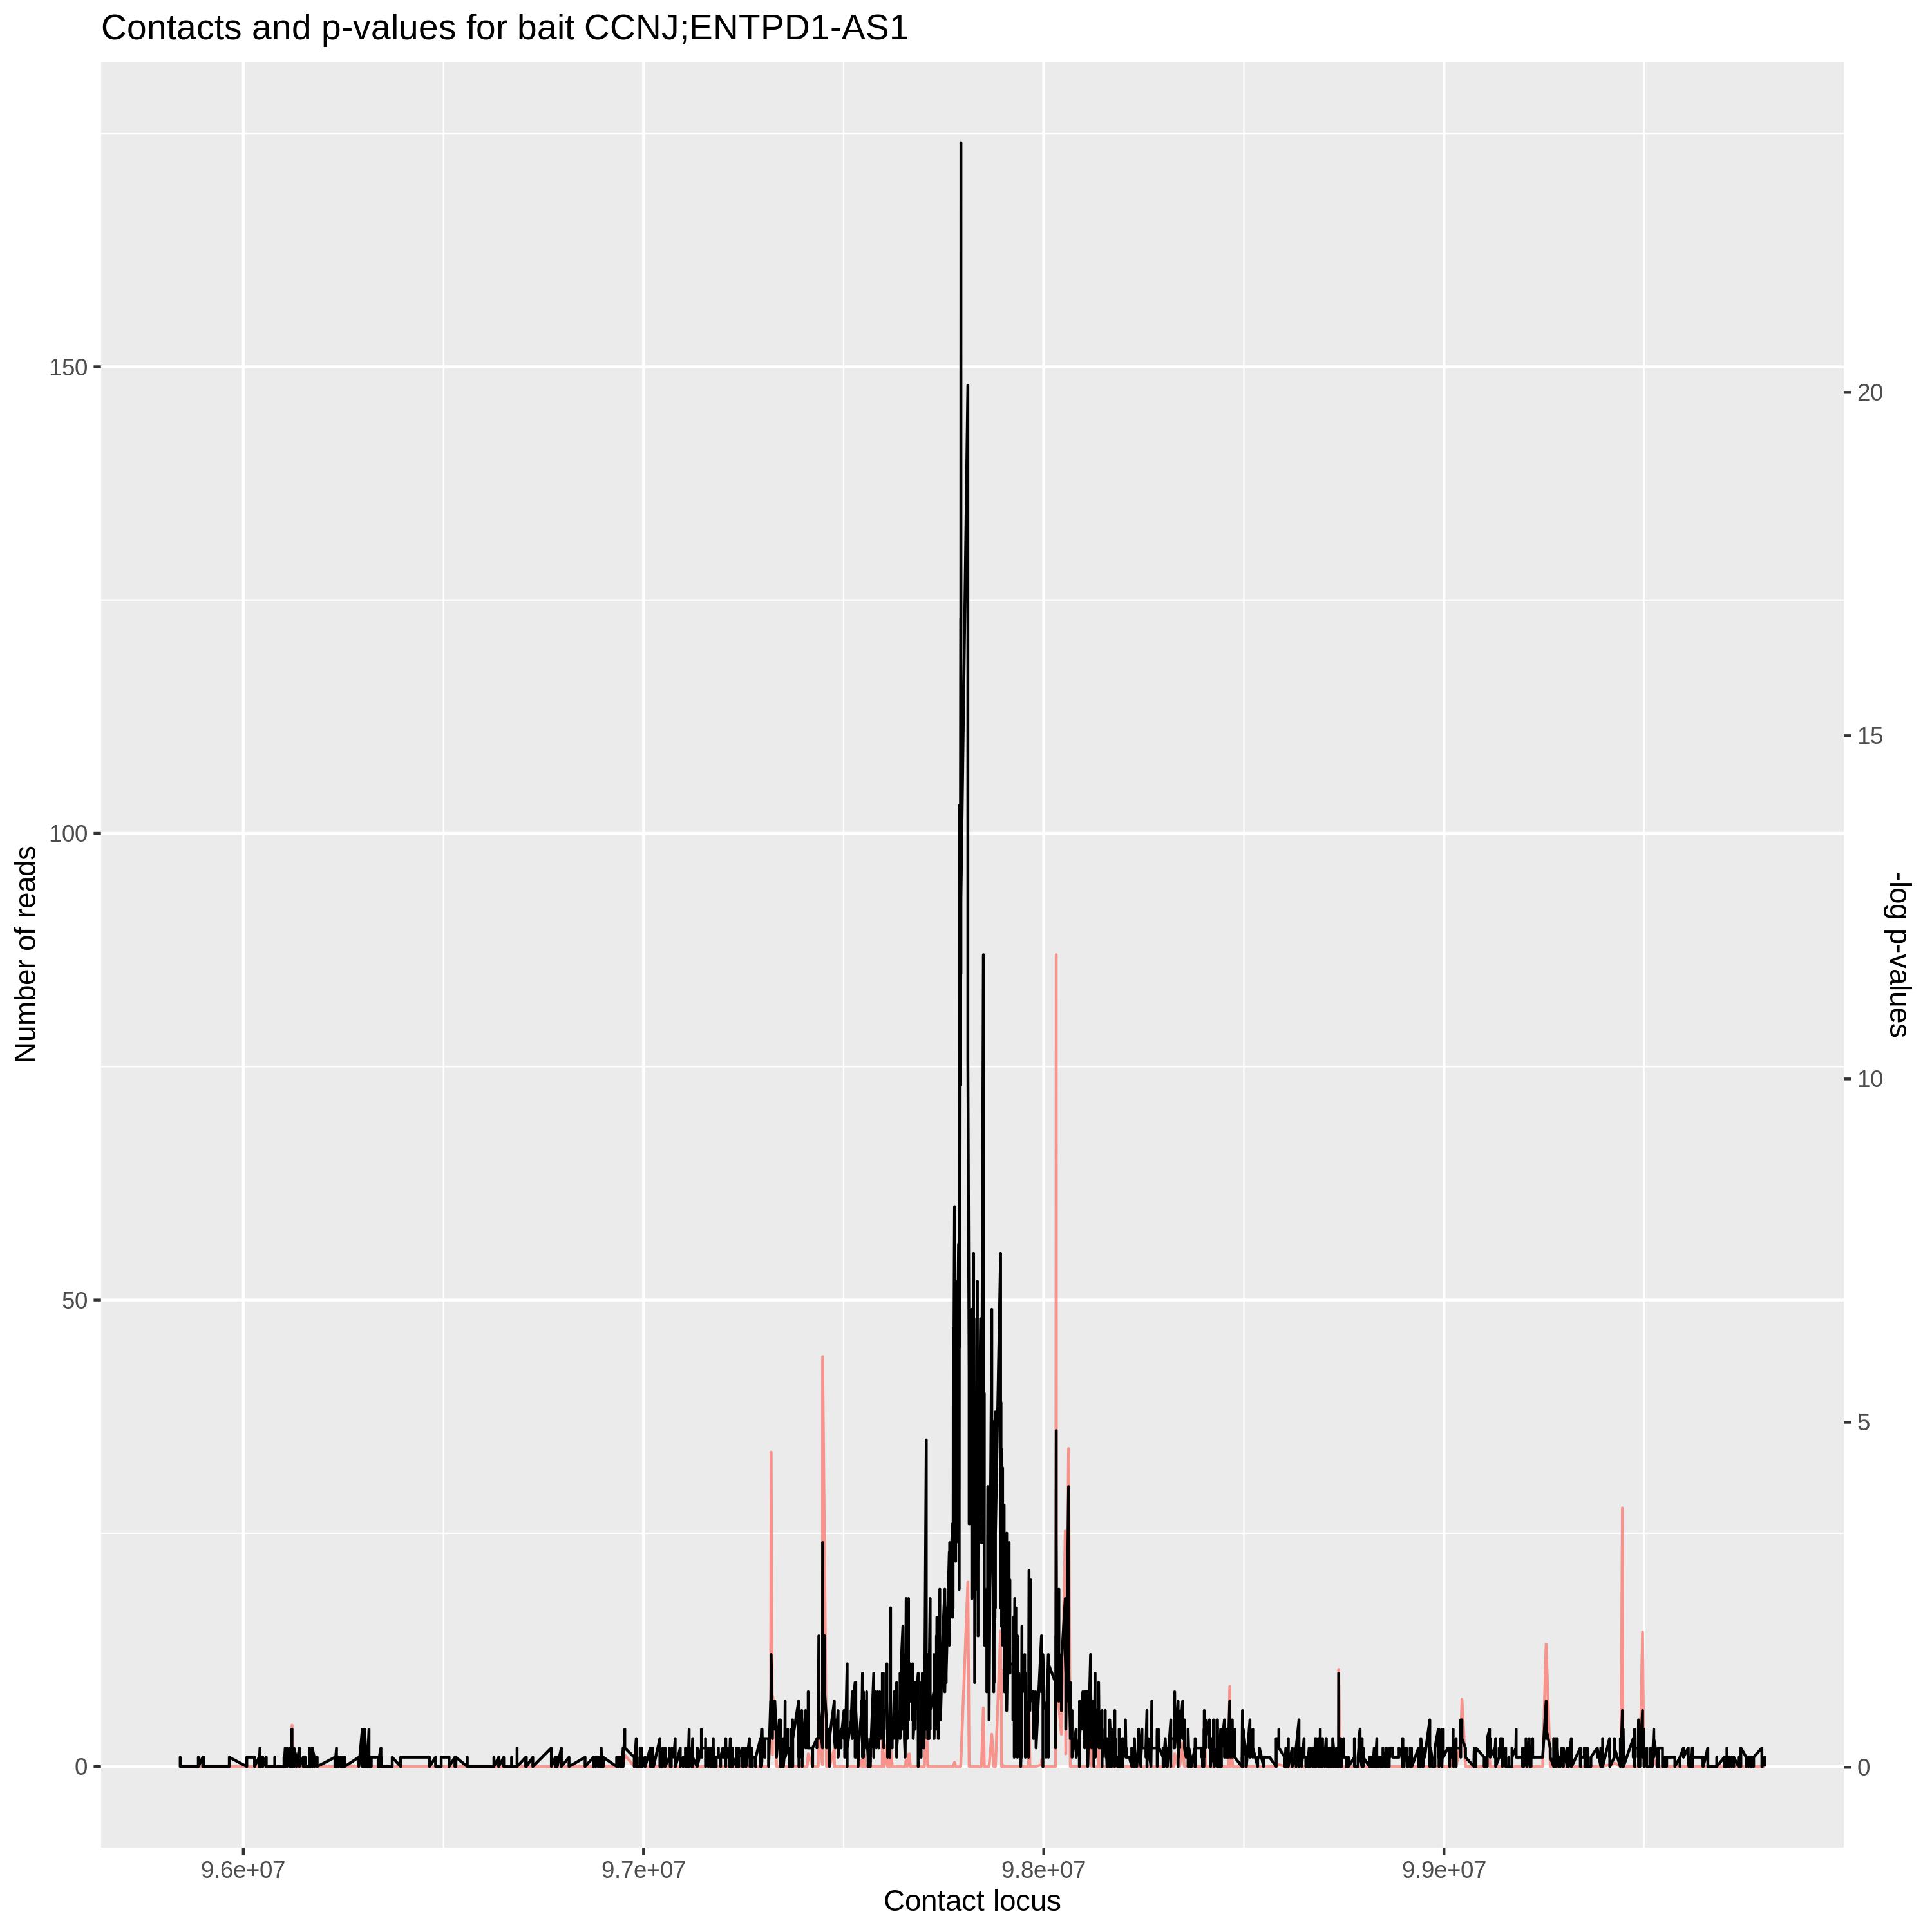 Contacts and p-values for bait CCNJ;ENTPD1-AS1
Number of reads
150
100
50
0
-log p-values
20
15
10
5
0
9.6e+07
9.7e+07
9.8e+07
9.9e+07
Contact locus